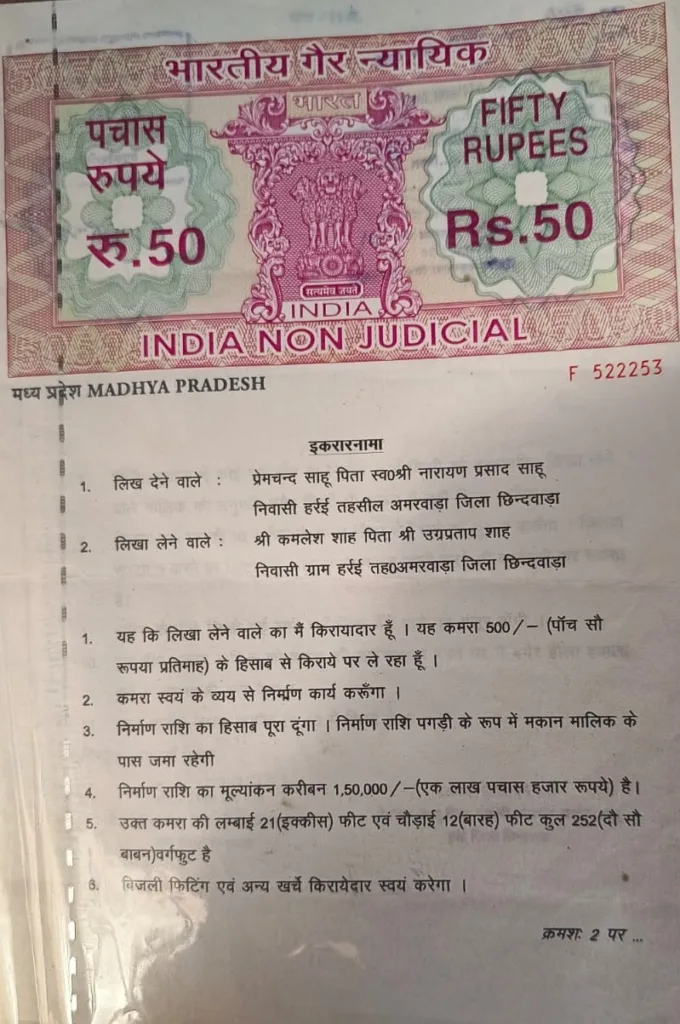 भारतीय गैर न्यायिक
भारत
पचास
रुपये
रु.50
FIFTY
RUPEES
Rs.50
सत्यमेव जयते
INDIA
INDIA NON JUDICIAL
मध्य प्रदेश MADHYA PRADESH
F 522253
इकरारनामा
1. लिख देने वाले : प्रेमचन्द साहू पिता स्व0श्री नारायण प्रसाद साहू
निवासी हर्रई तहसील अमरवाड़ा जिला छिन्दवाड़ा
2. लिखा लेने वाले : श्री कमलेश शाह पिता श्री उग्रप्रताप शाह
निवासी ग्राम हर्रई तह0अमरवाड़ा जिला छिन्दवाड़ा
1. यह कि लिखा लेने वाले का मैं किरायादार हूँ । यह कमरा 500/- (पॉच सौ
रूपया प्रतिमाह) के हिसाब से किराये पर ले रहा हूँ ।
2. कमरा स्वयं के व्यय से निर्माण कार्य करूँगा ।
3. निर्माण राशि का हिसाब पूरा दूंगा । निर्माण राशि पगड़ी के रूप में मकान मालिक के
पास जमा रहेगी
4. निर्माण राशि का मूल्यांकन करीबन 1,50,000/-(एक लाख पचास हजार रूपये) है।
5. उक्त कमरा की लम्बाई 21(इक्कीस) फीट एवं चौड़ाई 12(बारह) फीट कुल 252(दौ सौ
बाबन)वर्गफुट है
6. बिजली फिटिंग एवं अन्य खर्चे किरायेदार स्वयं करेगा ।
क्रमशः 2 पर ...